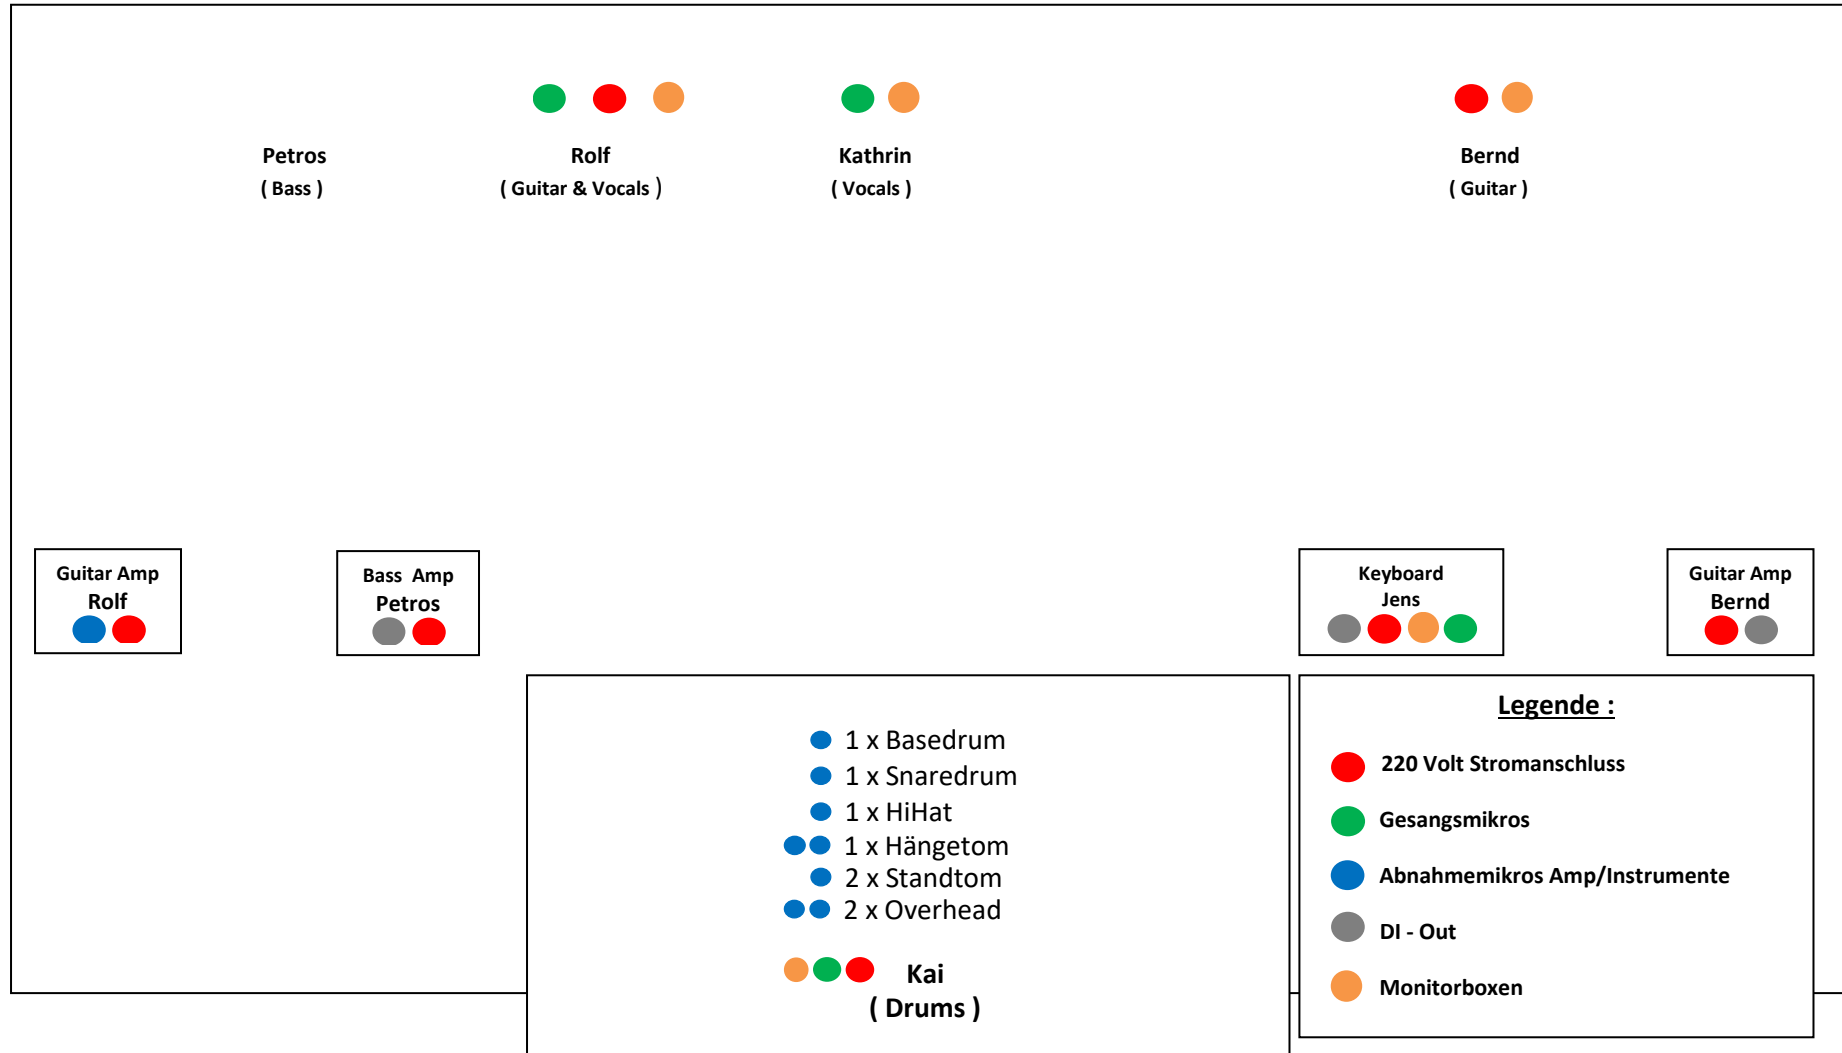 Petros
( Bass )
Rolf
( Guitar & Vocals )
Kathrin
( Vocals )
Bernd
( Guitar )
Guitar Amp
Rolf
Bass Amp
Petros
Keyboard
Jens
Guitar Amp
Bernd
1 x Basedrum
1 x Snaredrum
1 x HiHat
1 x Hängetom
2 x Standtom
2 x Overhead
Kai
( Drums )
Legende :
220 Volt Stromanschluss
Gesangsmikros
Abnahmemikros Amp/Instrumente
DI - Out
Monitorboxen